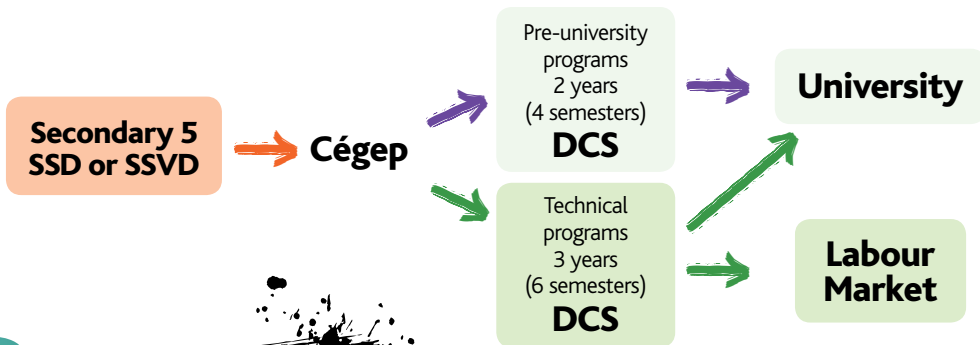 Secondary 5
SSD or SSVD
Cégep
Pre-university
programs
2 years
(4 semesters)
DCS
University
Technical
programs
3 years
(6 semesters)
DCS
Labour
Market